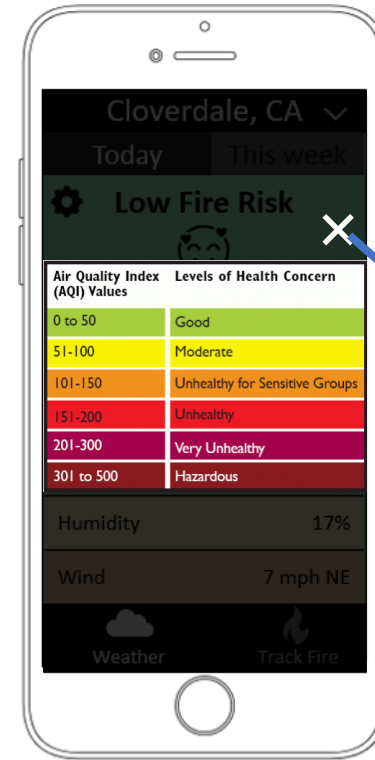 Cloverdale, CA
Today This week
Low Fire Risk
Air Quality Index Levels of Health Concern
(AQI) Values
0 to 50 Good
51-100 Moderate
101-150 Unhealthy for Sensitive Groups
151-200 Unhealthy
201-300 Very Unhealthy
301 to 500 Hazardous
Humidity 17%
Wind 7 mph NE
Weather Track Fire